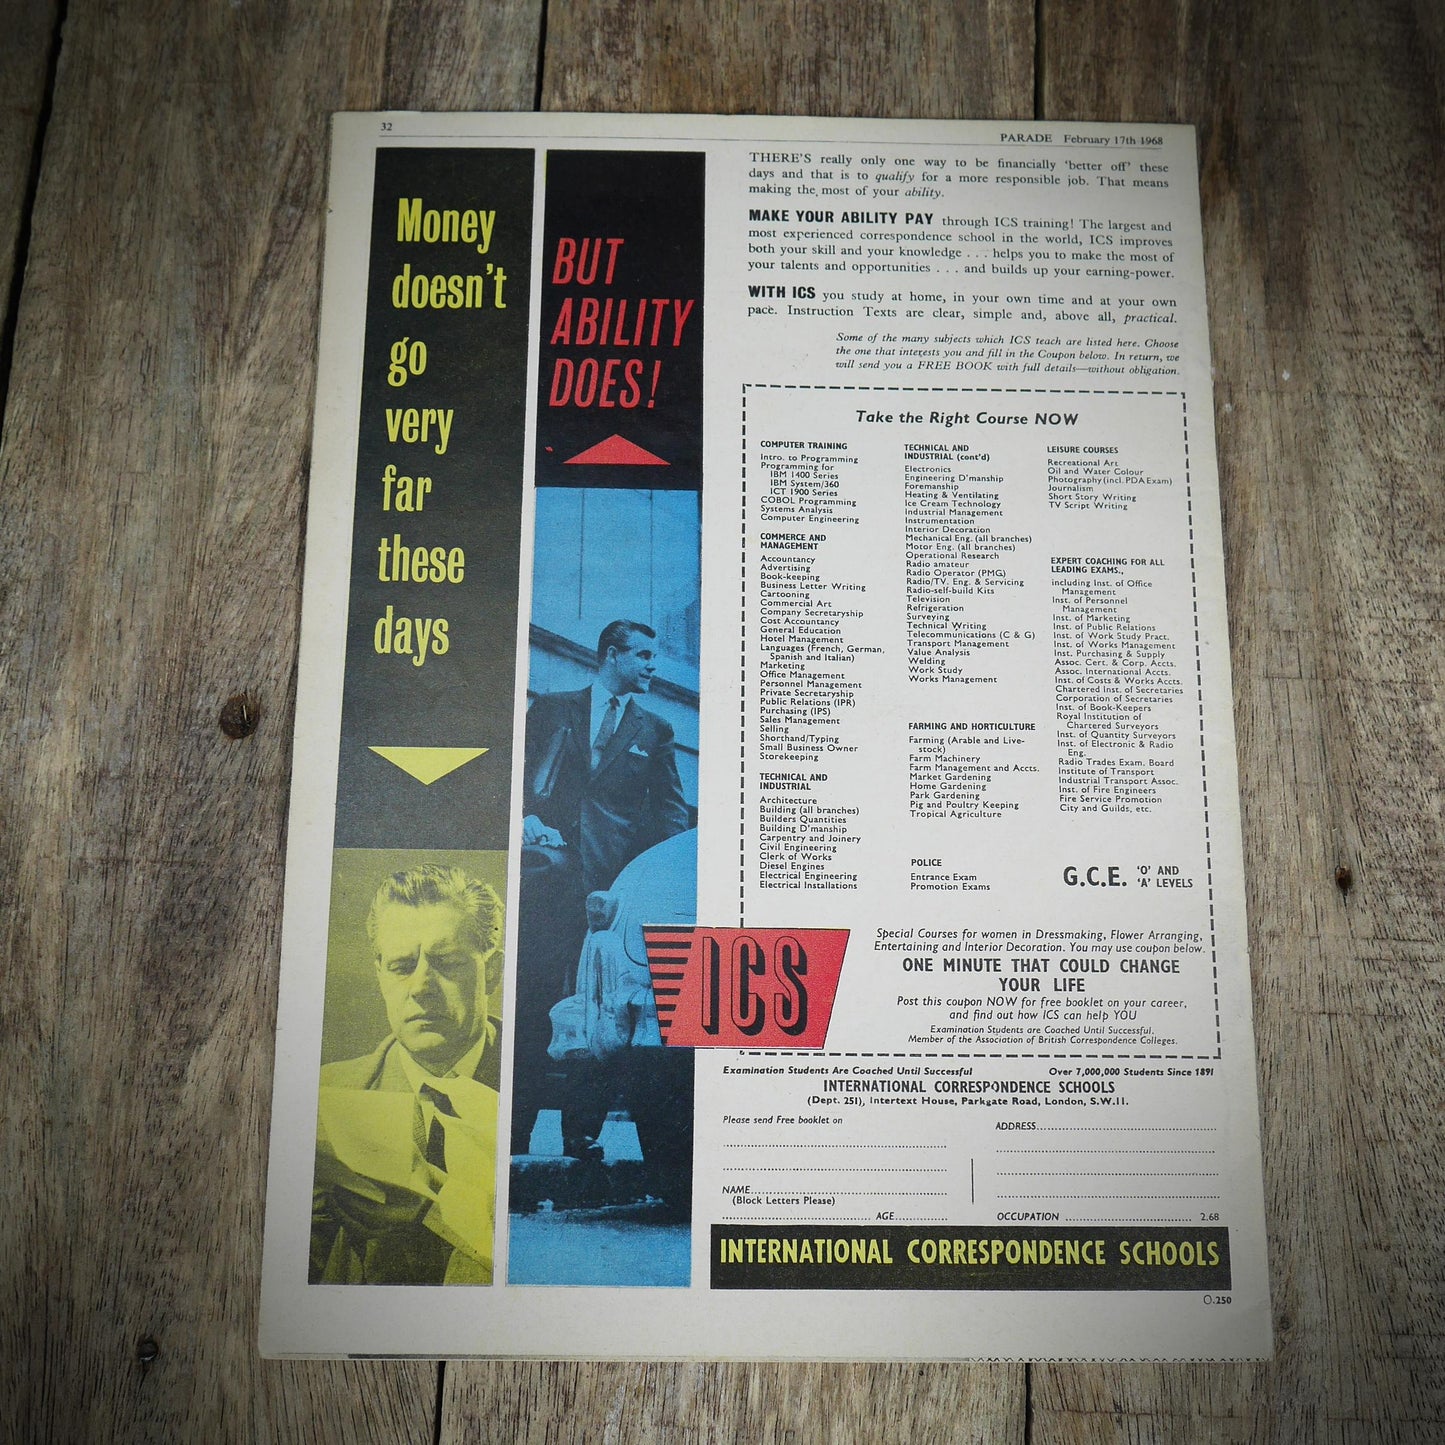 32
PARADE February 17th 1968
Money
doesn't
go
very
far
these
days
BUT
ABILITY
DOES!
THERE'S really only one way to be financially 'better off' these
days and that is to qualify for a more responsible job. That means
making the most of your ability.
MAKE YOUR ABILITY PAY through ICS training! The largest and
most experienced correspondence school in the world, ICS improves
both your skill and your knowledge . . . helps you to make the most of
your talents and opportunities . . . and builds up your earning-power.
WITH ICS you study at home, in your own time and at your own
pace. Instruction Texts are clear, simple and, above all, practical.
Some of the many subjects which ICS teach are listed here. Choose
the one that interests you and fill in the Coupon below. In return, we
will send you a FREE BOOK with full details—without obligation.
Take the Right Course NOW
COMPUTER TRAINING
Intro. to Programming
Programming for
IBM 1400 Series
IBM System/360
ICT 1900 Series
COBOL Programming
Systems Analysis
Computer Engineering
COMMERCE AND
MANAGEMENT
Accountancy
Advertising
Book-keeping
Business Letter Writing
Cartooning
Commercial Art
Company Secretaryship
Cost Accountancy
General Education
Hotel Management
Languages (French, German,
Spanish and Italian)
Marketing
Office Management
Personnel Management
Private Secretaryship
Public Relations (IPR)
Purchasing (IPS)
Sales Management
Selling
Shorthand/Typing
Small Business Owner
Storekeeping
TECHNICAL AND
INDUSTRIAL
Architecture
Building (all branches)
Builders Quantities
Building D'manship
Carpentry and Joinery
Civil Engineering
Clerk of Works
Diesel Engines
Electrical Engineering
Electrical Installations
TECHNICAL AND
INDUSTRIAL (cont'd)
Electronics
Engineering D'manship
Foremanship
Heating & Ventilating
Ice Cream Technology
Industrial Management
Instrumentation
Interior Decoration
Mechanical Eng. (all branches)
Motor Eng. (all branches)
Operational Research
Radio amateur
Radio Operator (PMG)
Radio/TV. Eng. & Servicing
Radio-self-build Kits
Television
Refrigeration
Surveying
Technical Writing
Telecommunications (C & G)
Transport Management
Value Analysis
Welding
Work Study
Works Management
FARMING AND HORTICULTURE
Farming (Arable and Live-
stock)
Farm Machinery
Farm Management and Accts.
Market Gardening
Home Gardening
Park Gardening
Pig and Poultry Keeping
Tropical Agriculture
POLICE
Entrance Exam
Promotion Exams
LEISURE COURSES
Recreational Art
Oil and Water Colour
Photography (incl. PDA Exam)
Journalism
Short Story Writing
TV Script Writing
EXPERT COACHING FOR ALL
LEADING EXAMS.,
including Inst. of Office
Management
Inst. of Personnel
Management
Inst. of Marketing
Inst. of Public Relations
Inst. of Work Study Pract.
Inst. of Works Management
Inst. Purchasing & Supply
Assoc. Cert. & Corp. Accts.
Assoc. International Accts.
Inst. of Costs & Works Accts.
Chartered Inst. of Secretaries
Corporation of Secretaries
Inst. of Book-Keepers
Royal Institution of
Chartered Surveyors
Inst. of Quantity Surveyors
Inst. of Electronic & Radio
Eng.
Radio Trades Exam. Board
Institute of Transport
Industrial Transport Assoc.
Inst. of Fire Engineers
Fire Service Promotion
City and Guilds, etc.
G.C.E. 'O' AND
'A' LEVELS
ICS
Special Courses for women in Dressmaking, Flower Arranging,
Entertaining and Interior Decoration. You may use coupon below.
ONE MINUTE THAT COULD CHANGE
YOUR LIFE
Post this coupon NOW for free booklet on your career,
and find out how ICS can help YOU
Examination Students are Coached Until Successful.
Member of the Association of British Correspondence Colleges.
Examination Students Are Coached Until Successful
Over 7,000,000 Students Since 1891
INTERNATIONAL CORRESPONDENCE SCHOOLS
(Dept. 251), Intertext House, Parkgate Road, London, S.W.11.
Please send Free booklet on
ADDRESS
NAME
(Block Letters Please)
AGE
OCCUPATION
2.68
INTERNATIONAL CORRESPONDENCE SCHOOLS
O.250